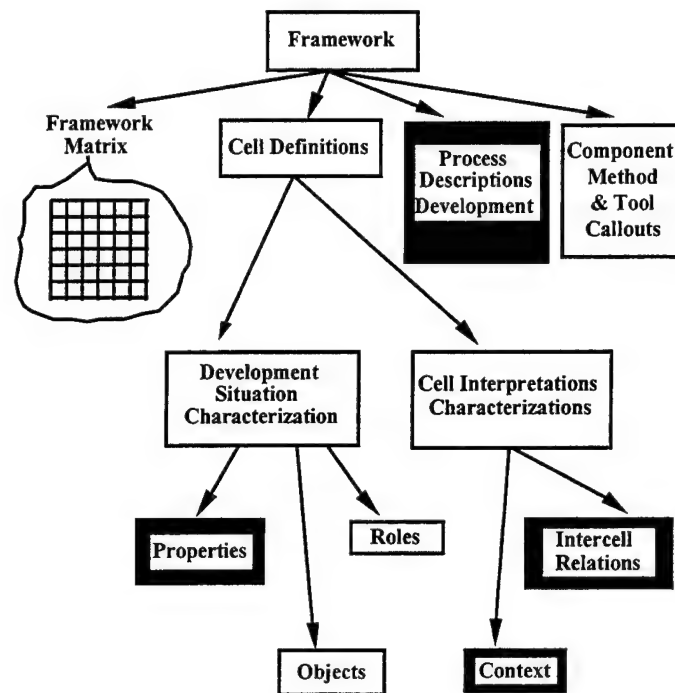 Framework
Framework
Matrix
Cell Definitions
Process
Descriptions
Development
Component
Method
& Tool
Callouts
Development
Situation
Characterization
Cell Interpretations
Characterizations
Properties
Roles
Intercell
Relations
Objects
Context